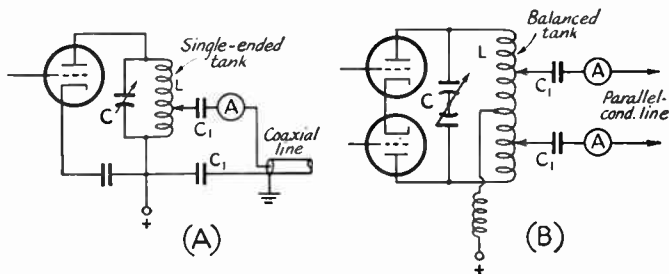 Single-ended
tank
L
C
C1
A
C1
Coaxial
line
+
(A)
Balanced
tank
L
C
C1
A
Parallel-
cond. line
C1
A
+
(B)